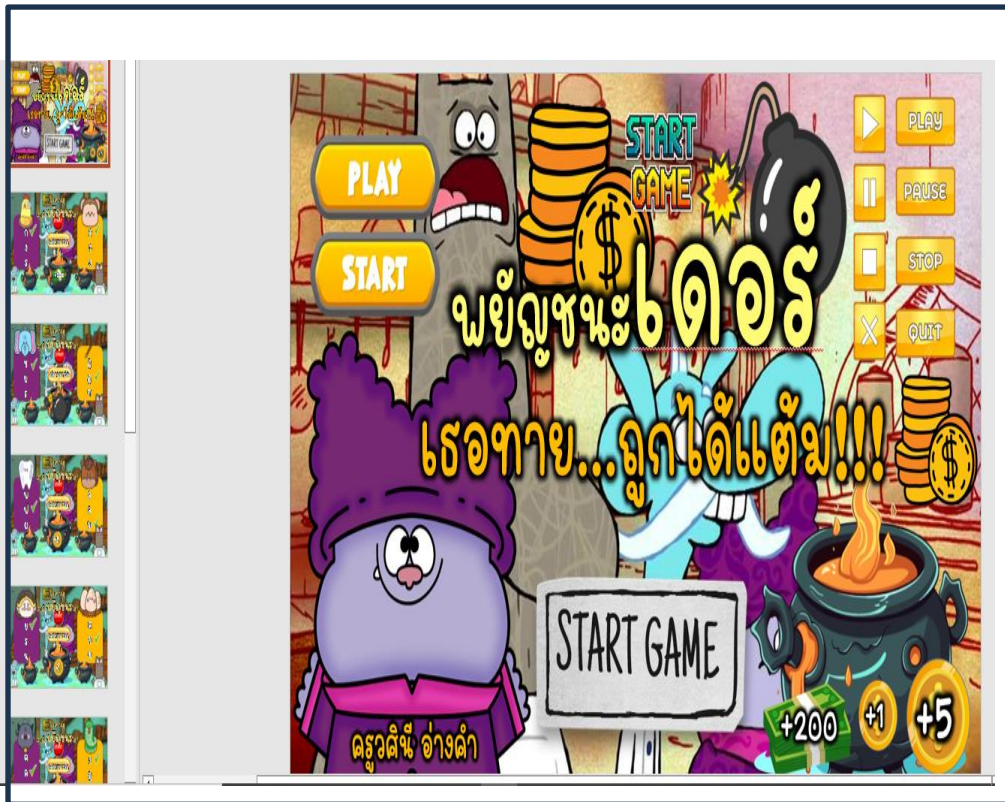 PLAY
START
START
GAME
PLAY
PAUSE
STOP
QUIT
พยัญชนะเดอร์
เธอทาย...ถูกได้แต้ม!!!
START GAME
ครูวศินี อ่างคำ
+200
+1
+5